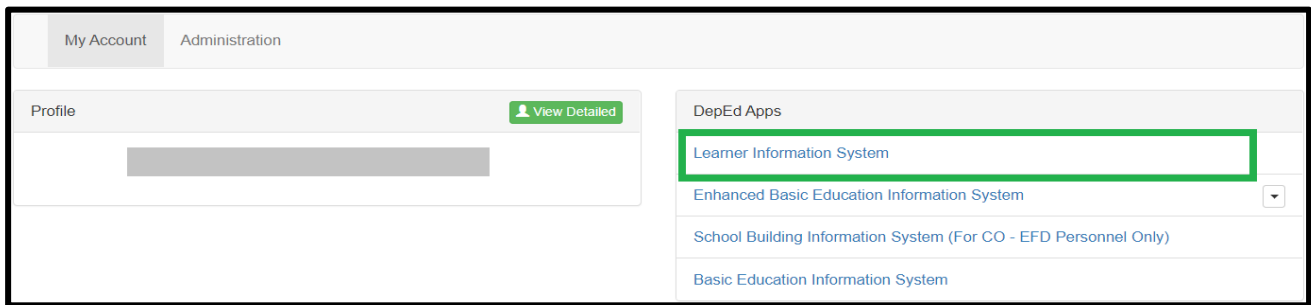 My Account Administration
Profile View Detailed
DepEd Apps
Learner Information System
Enhanced Basic Education Information System
School Building Information System (For CO - EFD Personnel Only)
Basic Education Information System